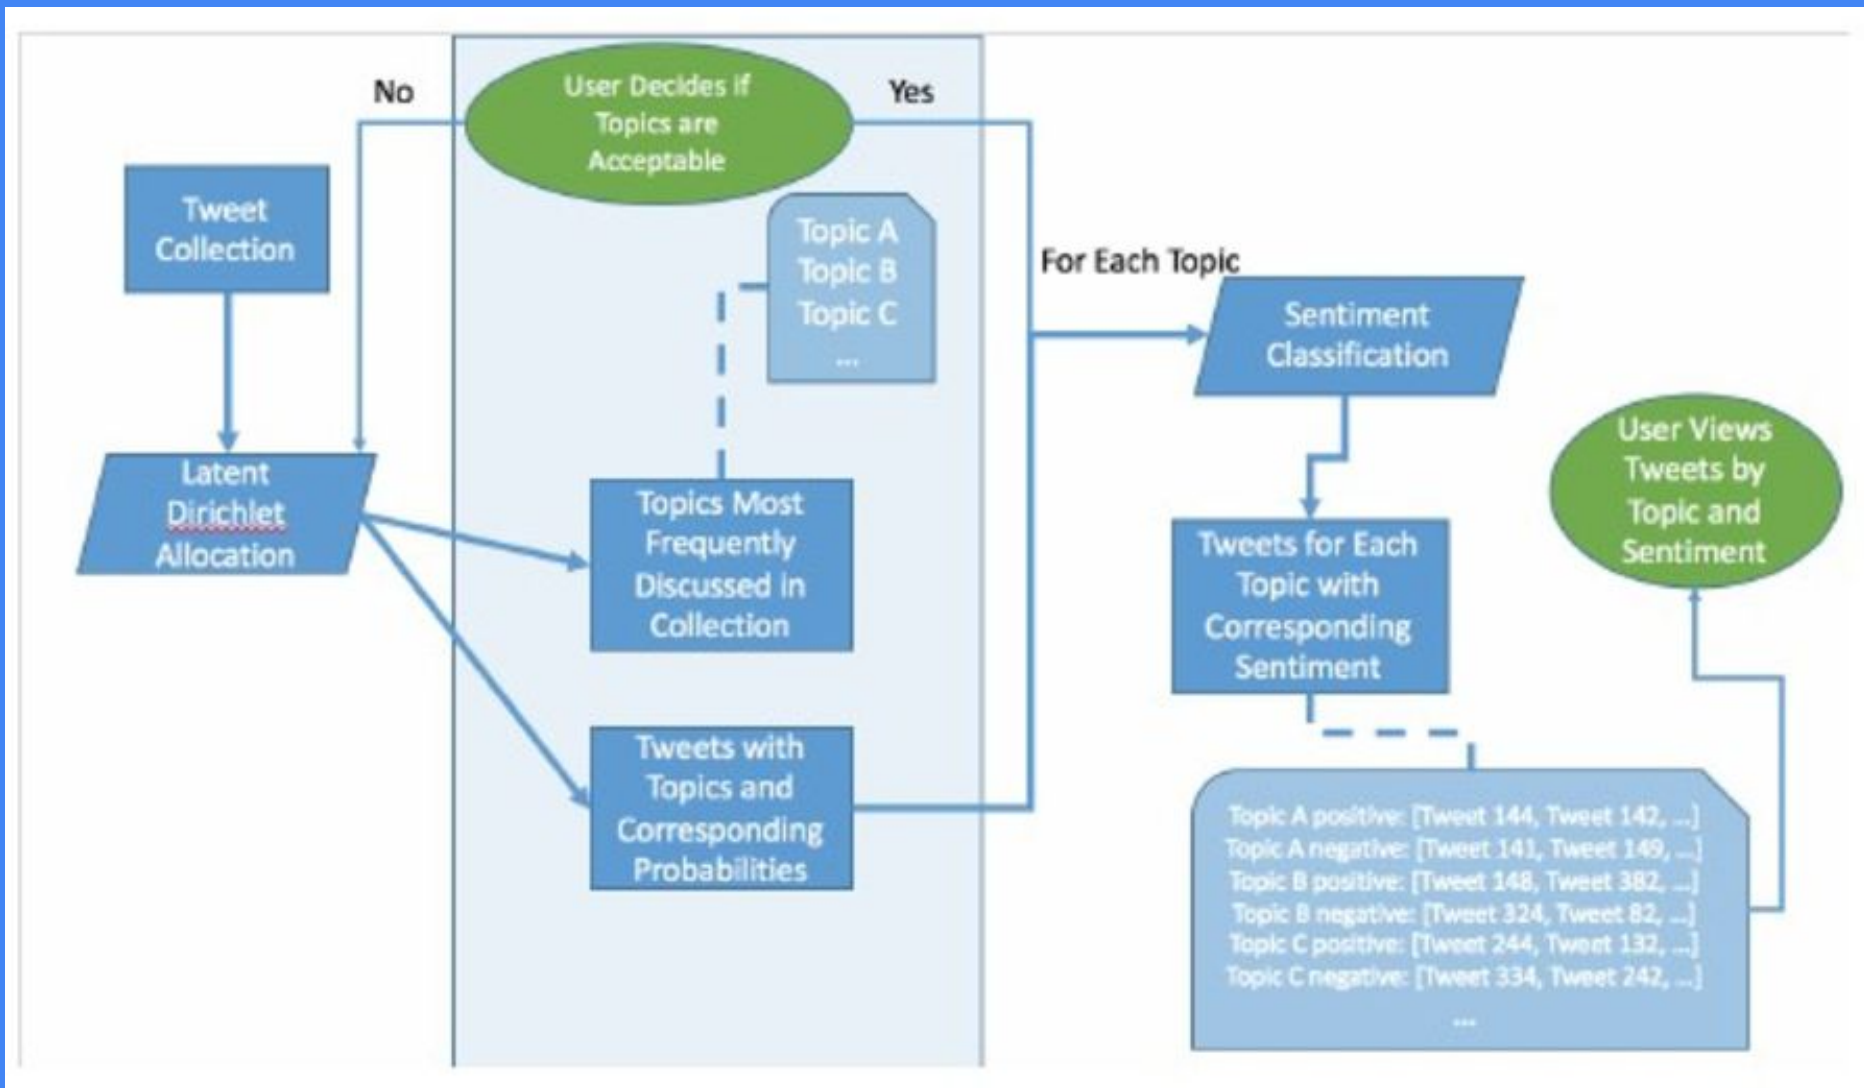 No
User Decides if
Topics are
Acceptable
Yes
Tweet
Collection
Topic A
Topic B
Topic C
...
For Each Topic
Sentiment
Classification
Latent
Dirichlet
Allocation
Topics Most
Frequently
Discussed in
Collection
User Views
Tweets by
Topic and
Sentiment
Tweets for Each
Topic with
Corresponding
Sentiment
Tweets with
Topics and
Corresponding
Probabilities
Topic A positive: [Tweet 144, Tweet 142, ...]
Topic A negative: [Tweet 141, Tweet 149, ...]
Topic B positive: [Tweet 148, Tweet 382, ...]
Topic B negative: [Tweet 324, Tweet 82, ...]
Topic C positive: [Tweet 244, Tweet 132, ...]
Topic C negative: [Tweet 334, Tweet 242, ...]
...